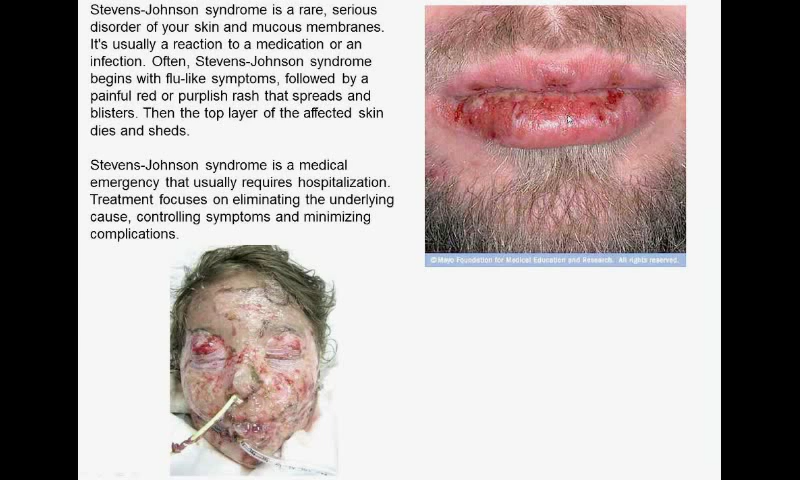 Stevens-Johnson syndrome is a rare, serious
disorder of your skin and mucous membranes.
It's usually a reaction to a medication or an
infection. Often, Stevens-Johnson syndrome
begins with flu-like symptoms, followed by a
painful red or purplish rash that spreads and
blisters. Then the top layer of the affected skin
dies and sheds.
Stevens-Johnson syndrome is a medical
emergency that usually requires hospitalization.
Treatment focuses on eliminating the underlying
cause, controlling symptoms and minimizing
complications.
© Mayo Foundation for Medical Education and Research. All rights reserved.